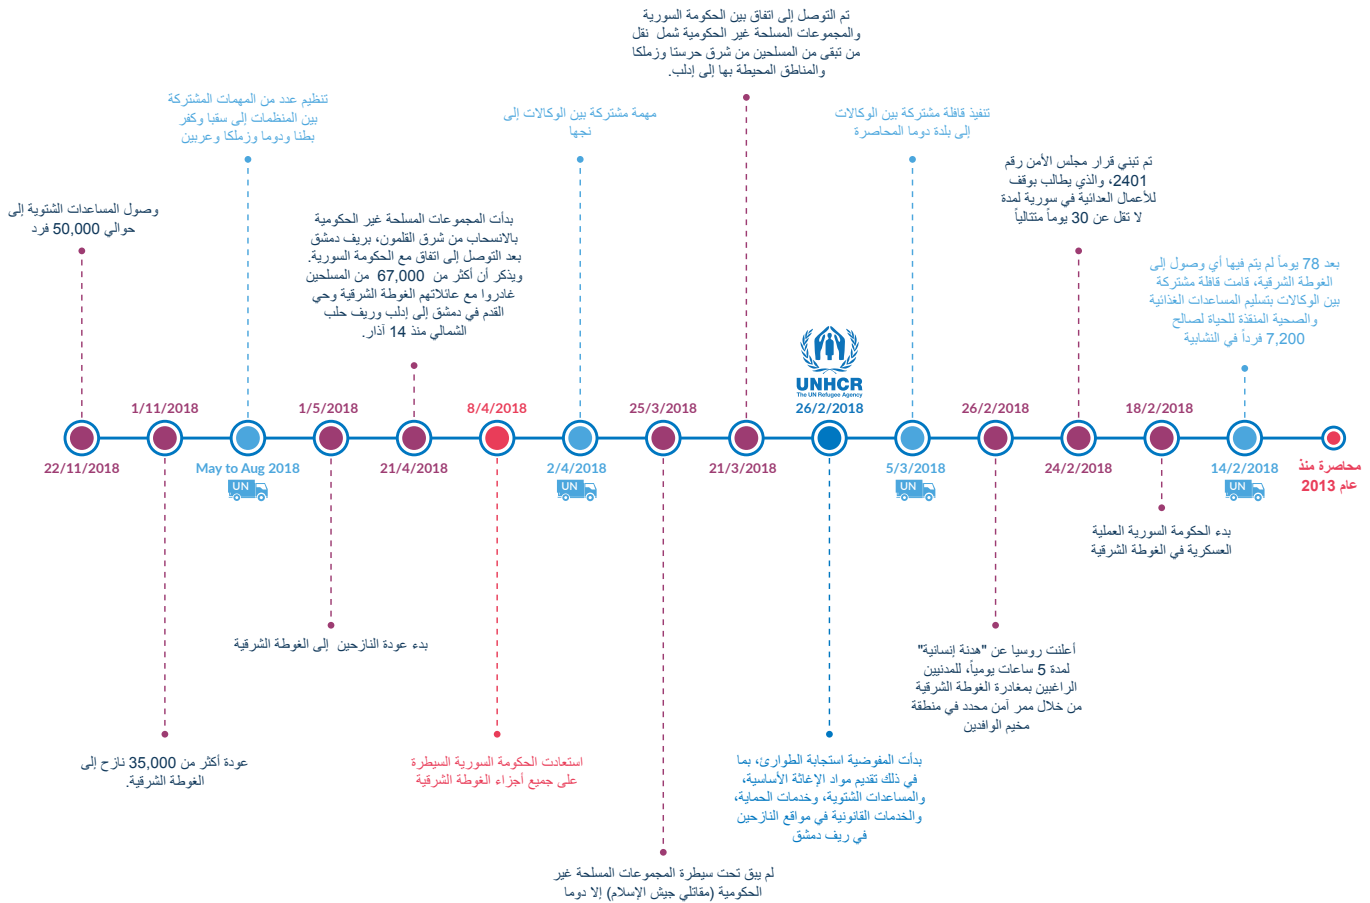 محاصرة منذ
عام 2013
14/2/2018
UN
بعد 78 يوماً لم يتم فيها أي وصول إلى
الغوطة الشرقية، قامت قافلة مشتركة
بين الوكالات بتسليم المساعدات الغذائية
والصحية المنقذة للحياة لصالح
7,200 فرداً في النشابية
18/2/2018
بدء الحكومة السورية العملية
العسكرية في الغوطة الشرقية
24/2/2018
تم تبني قرار مجلس الأمن رقم
2401، والذي يطالب بوقف
للأعمال العدائية في سورية لمدة
لا تقل عن 30 يوماً متتالياً
26/2/2018
أعلنت روسيا عن "هدنة إنسانية"
لمدة 5 ساعات يومياً، للمدنيين
الراغبين بمغادرة الغوطة الشرقية
من خلال ممر آمن محدد في منطقة
مخيم الوافدين
5/3/2018
UN
تنفيذ قافلة مشتركة بين الوكالات
إلى بلدة دوما المحاصرة
UNHCR
The UN Refugee Agency
26/2/2018
بدأت المفوضية استجابة الطوارئ، بما
في ذلك تقديم مواد الإغاثة الأساسية،
والمساعدات الشتوية، وخدمات الحماية،
والخدمات القانونية في مواقع النازحين
في ريف دمشق
21/3/2018
تم التوصل إلى اتفاق بين الحكومة السورية
والمجموعات المسلحة غير الحكومية شمل نقل
من تبقى من المسلحين من شرق حرستا وزملكا
والمناطق المحيطة بها إلى إدلب.
25/3/2018
لم يبق تحت سيطرة المجموعات المسلحة غير
الحكومية (مقاتلي جيش الإسلام) إلا دوما
2/4/2018
UN
مهمة مشتركة بين الوكالات إلى
نجها
8/4/2018
استعادت الحكومة السورية السيطرة
على جميع أجزاء الغوطة الشرقية
21/4/2018
بدأت المجموعات المسلحة غير الحكومية
بالانسحاب من شرق القلمون، بريف دمشق
بعد التوصل إلى اتفاق مع الحكومة السورية.
ويذكر أن أكثر من 67,000 من المسلحين
غادروا مع عائلاتهم الغوطة الشرقية وحي
القدم في دمشق إلى إدلب وريف حلب
الشمالي منذ 14 آذار.
1/5/2018
بدء عودة النازحين إلى الغوطة الشرقية
May to Aug 2018
UN
تنظيم عدد من المهمات المشتركة
بين المنظمات إلى سقبا وكفر
بطنا ودوما وزملكا وعربين
1/11/2018
عودة أكثر من 35,000 نازح إلى
الغوطة الشرقية.
22/11/2018
وصول المساعدات الشتوية إلى
حوالي 50,000 فرد